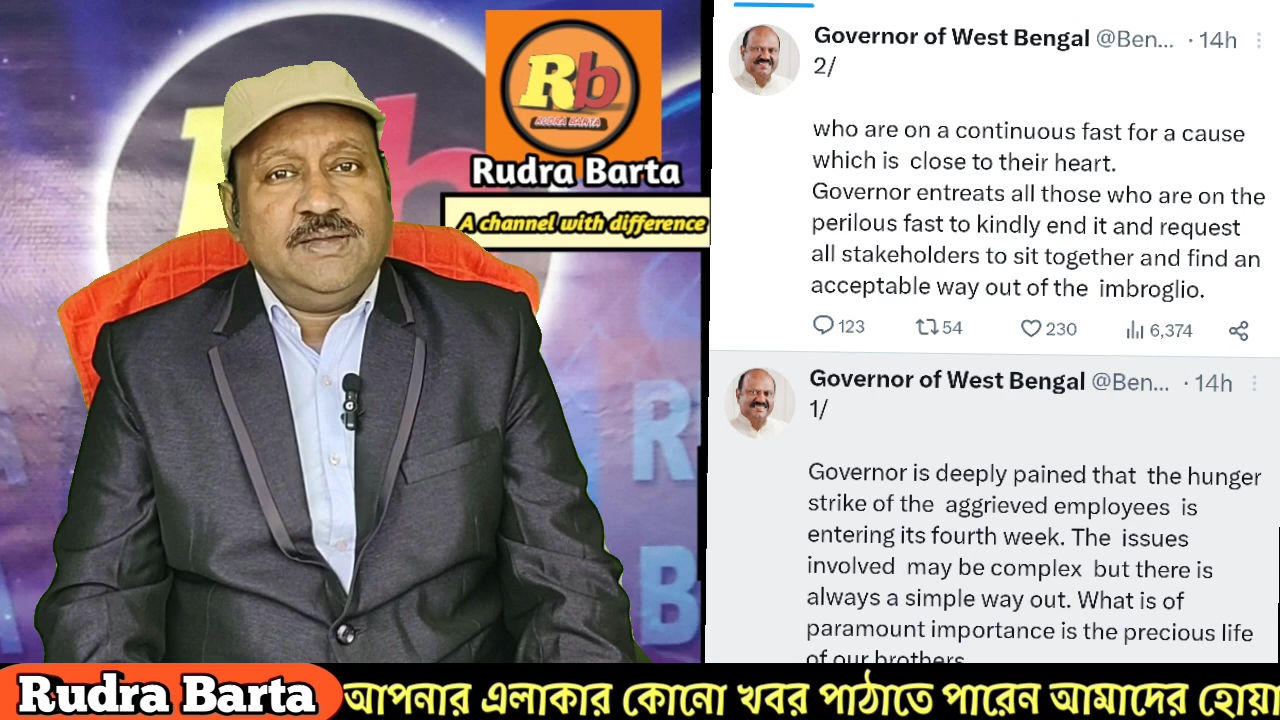 Rb
RUDRA BARTA
Rudra Barta
A channel with difference
R
B
Governor of West Bengal @Ben... · 14h
2/
who are on a continuous fast for a cause
which is close to their heart.
Governor entreats all those who are on the
perilous fast to kindly end it and request
all stakeholders to sit together and find an
acceptable way out of the imbroglio.
123 54 230 6,374
Governor of West Bengal @Ben... · 14h
1/
Governor is deeply pained that the hunger
strike of the aggrieved employees is
entering its fourth week. The issues
involved may be complex but there is
always a simple way out. What is of
paramount importance is the precious life
of our brothers
Rudra Barta
আপনার এলাকার কোনো খবর পাঠাতে পারেন আমাদের হোয়া